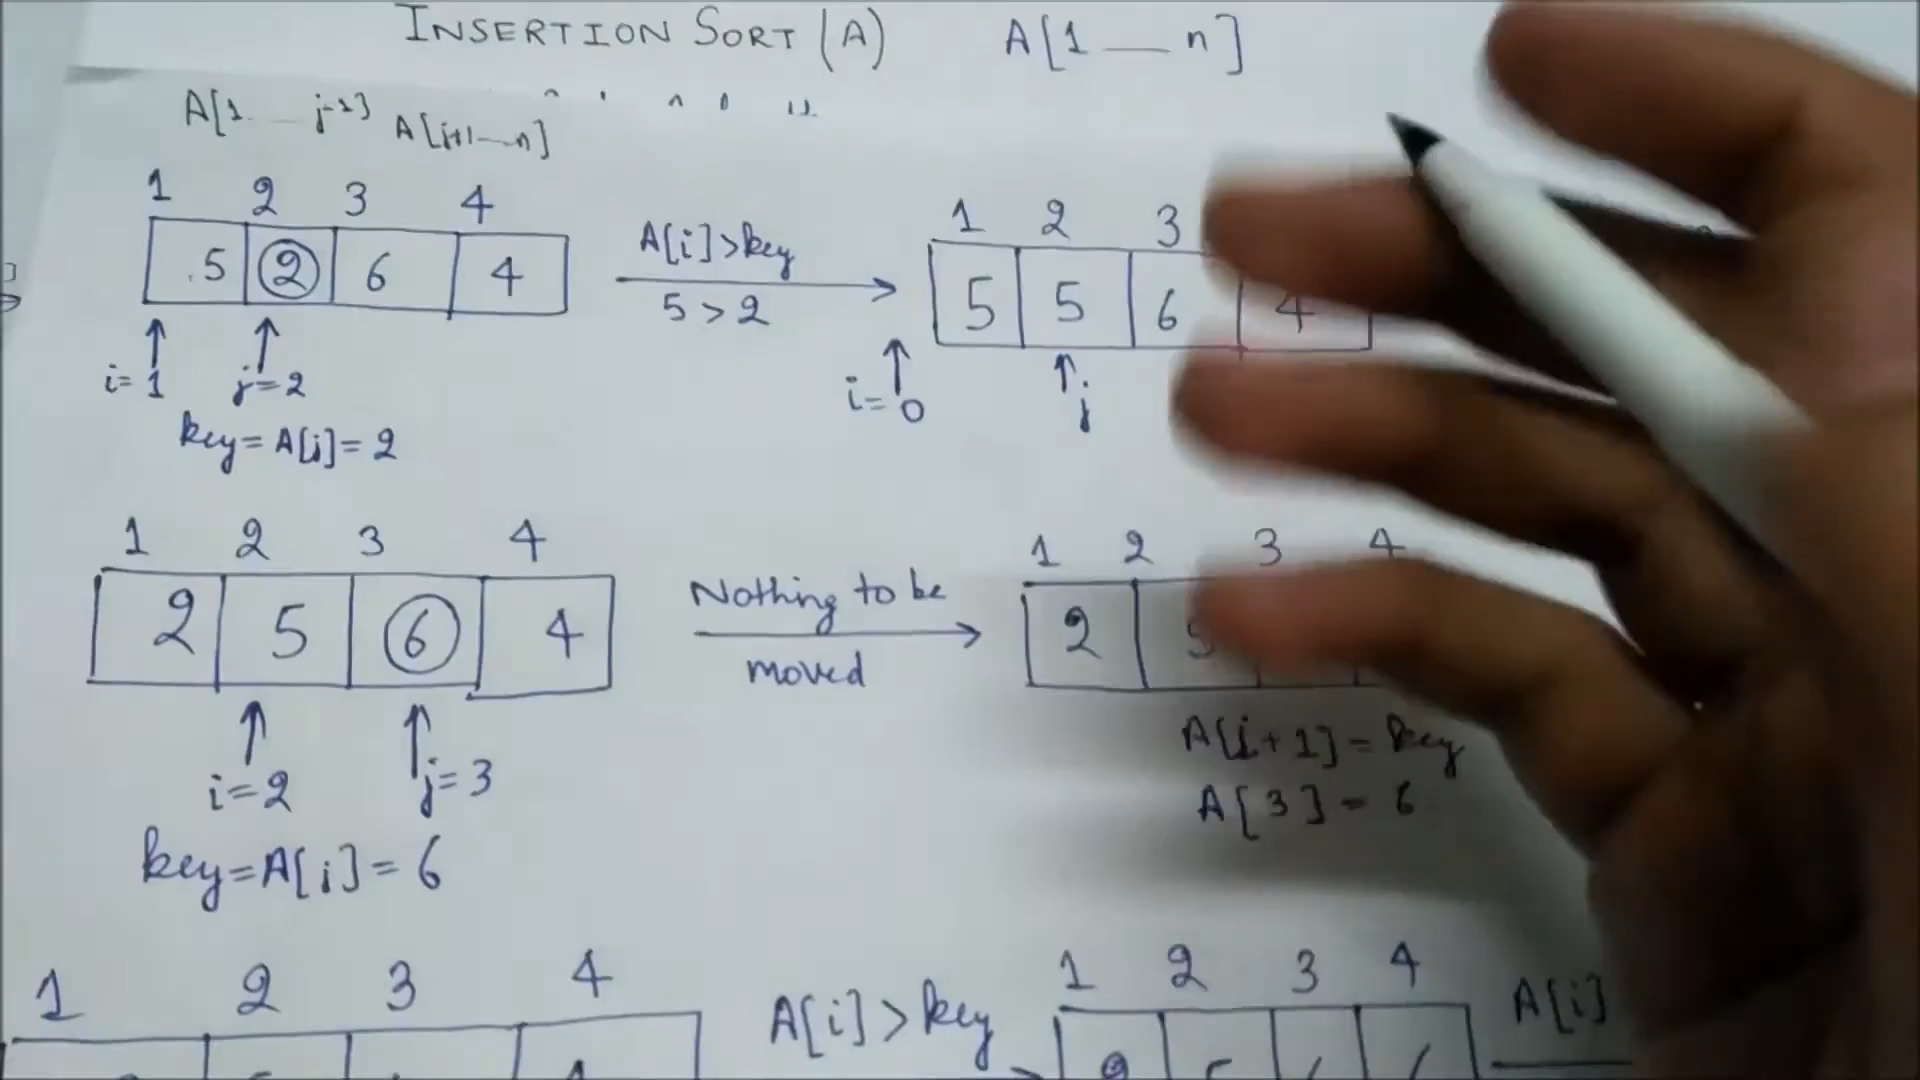 INSERTION SORT (A) A[1 — n]
A[1 — j-1] A[j+1 — n]
1 2 3 4
5 2 6 4
i=1 j=2
key=A[j]=2
A[i]>key
5>2
1 2 3
5 5 6 4
i=0 j
1 2 3 4
2 5 6 4
i=2 j=3
key=A[j]=6
Nothing to be
moved
1 2 3 4
2 5
A[i+1]=key
A[3]=6
1 2 3 4
A[i]>key
1 2 3 4
A[i]